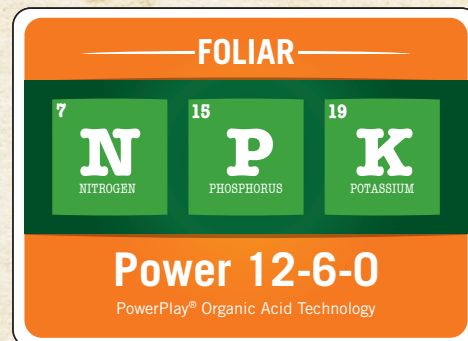 FOLIAR
7 15 19
N P K
NITROGEN PHOSPHORUS POTASSIUM
Power 12-6-0
PowerPlay® Organic Acid Technology